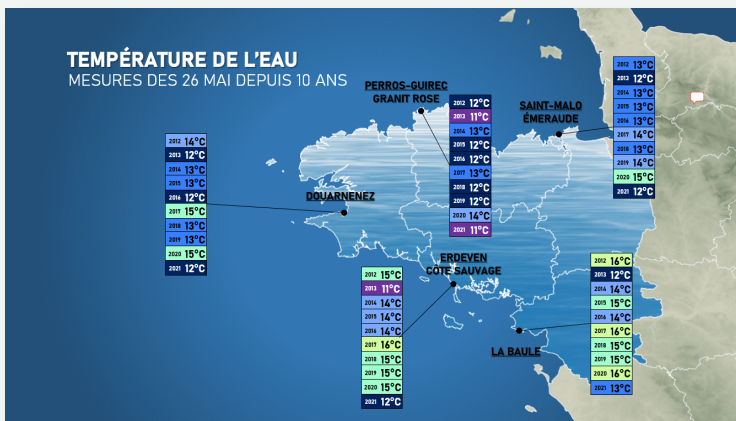 TEMPÉRATURE DE L'EAU
MESURES DES 26 MAI DEPUIS 10 ANS
PERROS-GUIREC
GRANIT ROSE
2012 12°C
2013 11°C
2014 13°C
2015 12°C
2016 12°C
2017 13°C
2018 12°C
2019 12°C
2020 14°C
2021 11°C
SAINT-MALO
ÉMERAUDE
2012 13°C
2013 12°C
2014 13°C
2015 13°C
2016 13°C
2017 14°C
2018 13°C
2019 14°C
2020 15°C
2021 12°C
2012 14°C
2013 12°C
2014 13°C
2015 13°C
2016 12°C
2017 15°C
2018 13°C
2019 13°C
2020 15°C
2021 12°C
DOUARNENEZ
ERDEVEN
CÔTE SAUVAGE
2012 15°C
2013 11°C
2014 14°C
2015 14°C
2016 14°C
2017 16°C
2018 15°C
2019 15°C
2020 15°C
2021 12°C
LA BAULE
2012 16°C
2013 12°C
2014 14°C
2015 15°C
2016 14°C
2017 16°C
2018 15°C
2019 15°C
2020 16°C
2021 13°C